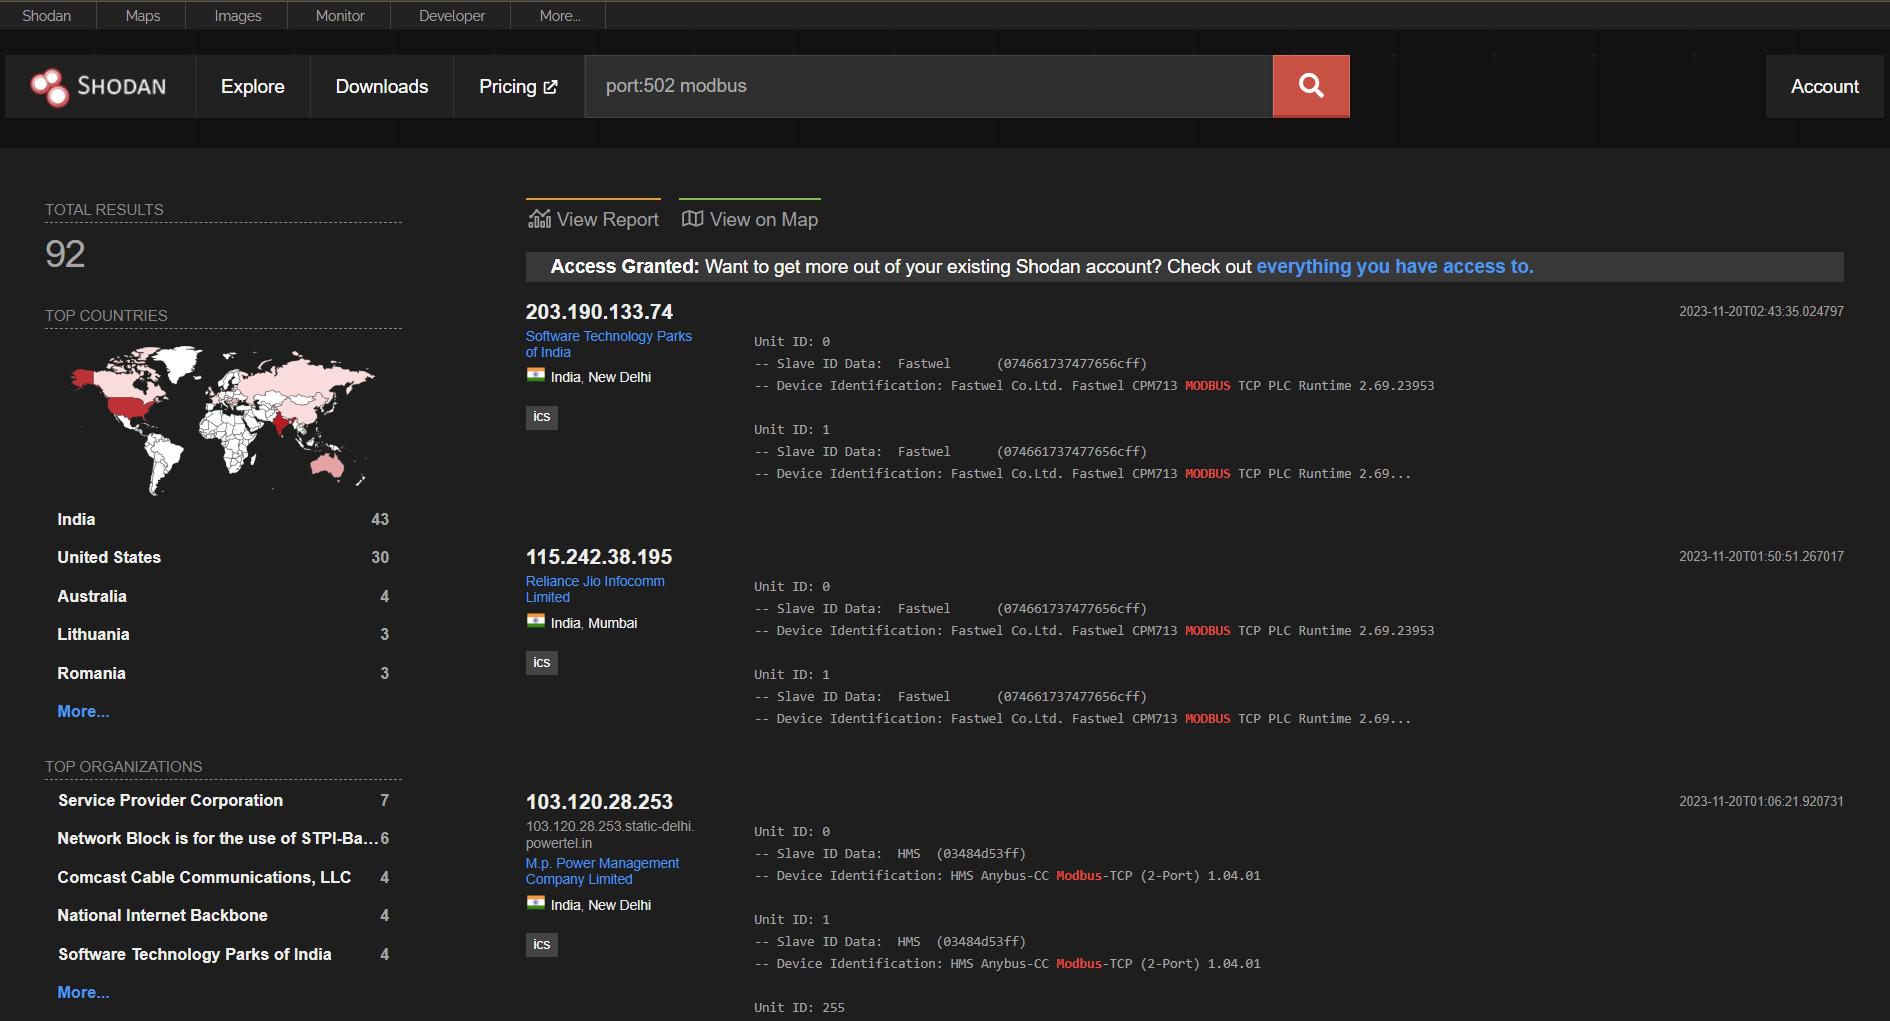 Shodan
Maps
Images
Monitor
Developer
More...
SHODAN
Explore
Downloads
Pricing
port:502 modbus
Account
TOTAL RESULTS
92
TOP COUNTRIES
India 43
United States 30
Australia 4
Lithuania 3
Romania 3
More...
TOP ORGANIZATIONS
Service Provider Corporation 7
Network Block is for the use of STPI-Ba... 6
Comcast Cable Communications, LLC 4
National Internet Backbone 4
Software Technology Parks of India 4
More...
View Report
View on Map
Access Granted: Want to get more out of your existing Shodan account? Check out everything you have access to.
203.190.133.74
2023-11-20T02:43:35.024797
Software Technology Parks
of India
India, New Delhi
ics
Unit ID: 0
-- Slave ID Data: Fastwel (074661737477656cff)
-- Device Identification: Fastwel Co.Ltd. Fastwel CPM713 MODBUS TCP PLC Runtime 2.69.23953
Unit ID: 1
-- Slave ID Data: Fastwel (074661737477656cff)
-- Device Identification: Fastwel Co.Ltd. Fastwel CPM713 MODBUS TCP PLC Runtime 2.69...
115.242.38.195
2023-11-20T01:50:51.267017
Reliance Jio Infocomm
Limited
India, Mumbai
ics
Unit ID: 0
-- Slave ID Data: Fastwel (074661737477656cff)
-- Device Identification: Fastwel Co.Ltd. Fastwel CPM713 MODBUS TCP PLC Runtime 2.69.23953
Unit ID: 1
-- Slave ID Data: Fastwel (074661737477656cff)
-- Device Identification: Fastwel Co.Ltd. Fastwel CPM713 MODBUS TCP PLC Runtime 2.69...
103.120.28.253
2023-11-20T01:06:21.920731
103.120.28.253.static-delhi.
powertel.in
M.p. Power Management
Company Limited
India, New Delhi
ics
Unit ID: 0
-- Slave ID Data: HMS (03484d53ff)
-- Device Identification: HMS Anybus-CC Modbus-TCP (2-Port) 1.04.01
Unit ID: 1
-- Slave ID Data: HMS (03484d53ff)
-- Device Identification: HMS Anybus-CC Modbus-TCP (2-Port) 1.04.01
Unit ID: 255